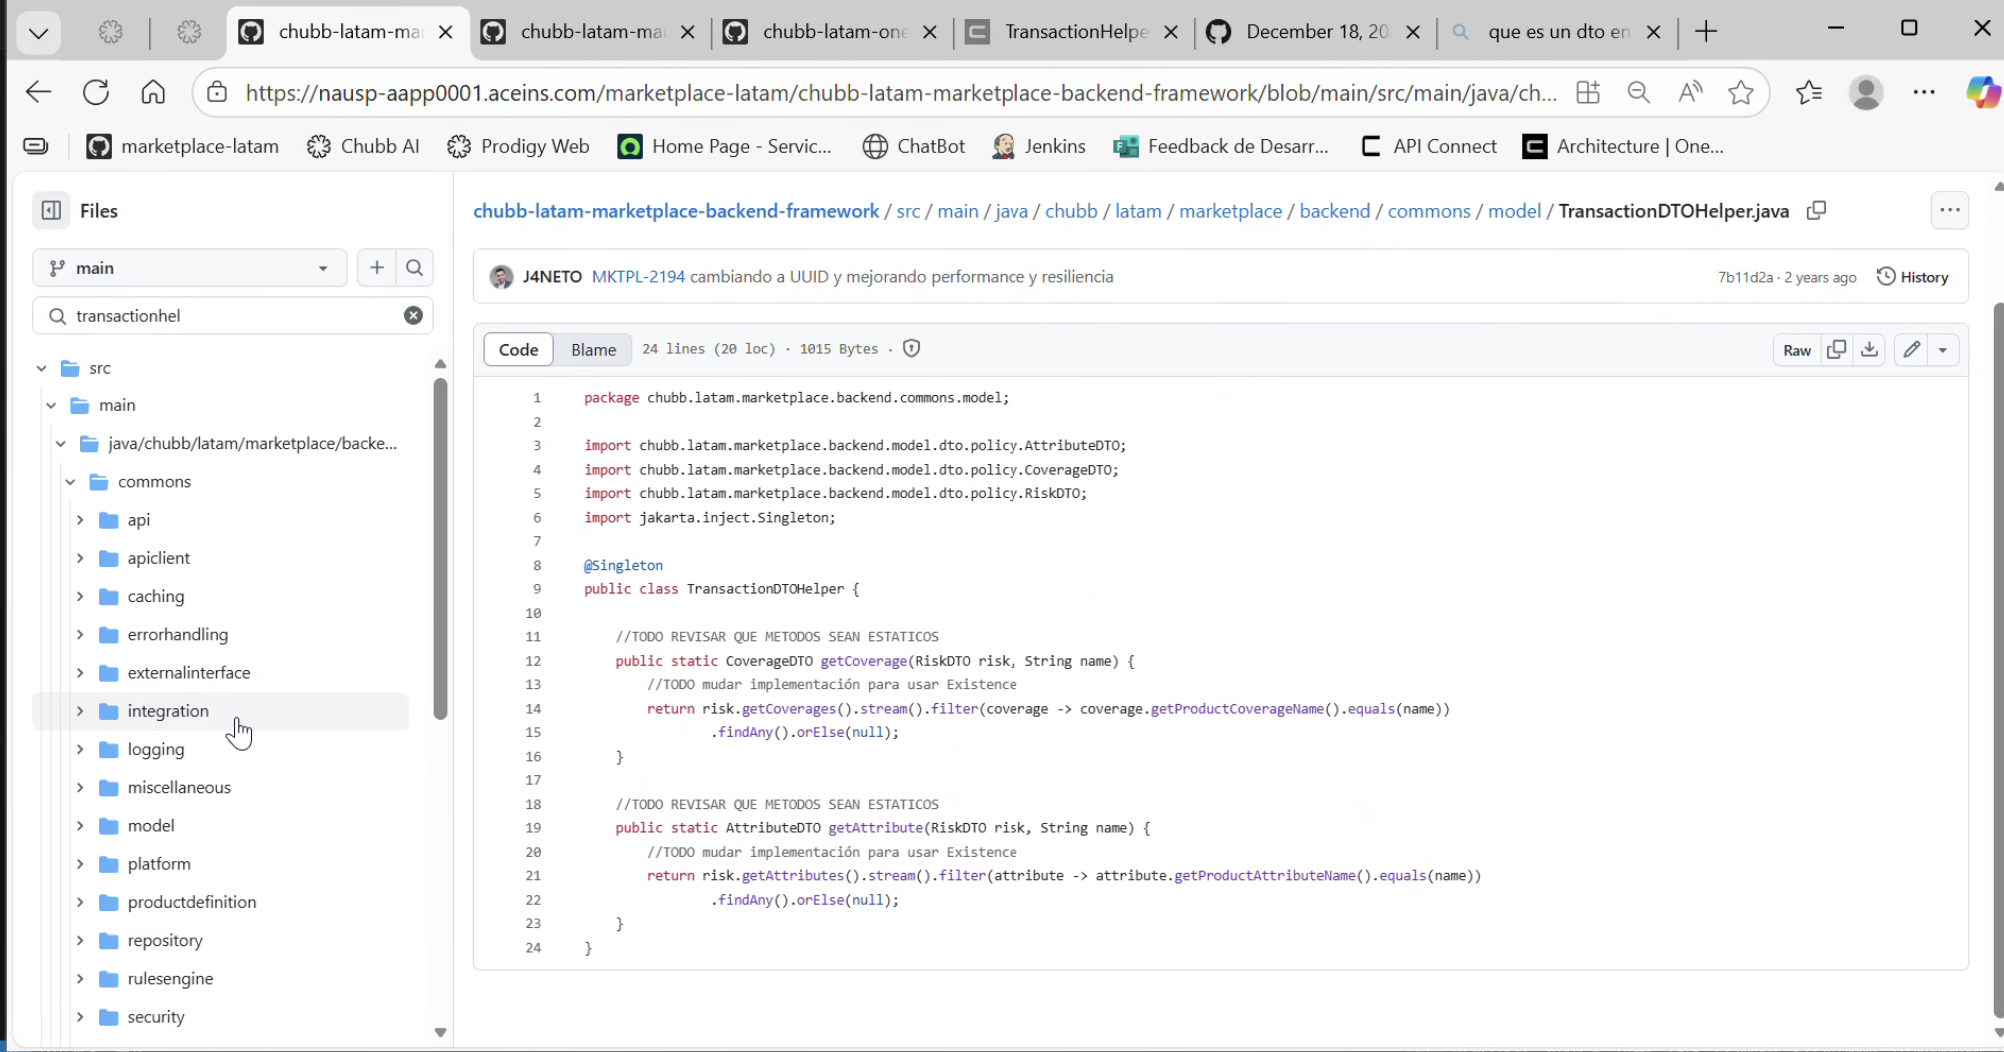 chubb-latam-ma
chubb-latam-ma
chubb-latam-one
TransactionHelpe
December 18, 20
que es un dto en
https://nausp-aapp0001.aceins.com/marketplace-latam/chubb-latam-marketplace-backend-framework/blob/main/src/main/java/ch...
marketplace-latam
Chubb AI
Prodigy Web
Home Page - Servic...
ChatBot
Jenkins
Feedback de Desarr...
API Connect
Architecture | One...
Files
main
transactionhel
src
main
java/chubb/latam/marketplace/backe...
commons
api
apiclient
caching
errorhandling
externalinterface
integration
logging
miscellaneous
model
platform
productdefinition
repository
rulesengine
security
chubb-latam-marketplace-backend-framework / src / main / java / chubb / latam / marketplace / backend / commons / model / TransactionDTOHelper.java
J4NETO MKTPL-2194 cambiando a UUID y mejorando performance y resiliencia
7b11d2a · 2 years ago
History
Code
Blame
24 lines (20 loc) · 1015 Bytes ·
Raw
1 package chubb.latam.marketplace.backend.commons.model;
2
3 import chubb.latam.marketplace.backend.model.dto.policy.AttributeDTO;
4 import chubb.latam.marketplace.backend.model.dto.policy.CoverageDTO;
5 import chubb.latam.marketplace.backend.model.dto.policy.RiskDTO;
6 import jakarta.inject.Singleton;
7
8 @Singleton
9 public class TransactionDTOHelper {
10
11 //TODO REVISAR QUE METODOS SEAN ESTATICOS
12 public static CoverageDTO getCoverage(RiskDTO risk, String name) {
13 //TODO mudar implementación para usar Existence
14 return risk.getCoverages().stream().filter(coverage -> coverage.getProductCoverageName().equals(name))
15 .findAny().orElse(null);
16 }
17
18 //TODO REVISAR QUE METODOS SEAN ESTATICOS
19 public static AttributeDTO getAttribute(RiskDTO risk, String name) {
20 //TODO mudar implementación para usar Existence
21 return risk.getAttributes().stream().filter(attribute -> attribute.getProductAttributeName().equals(name))
22 .findAny().orElse(null);
23 }
24 }